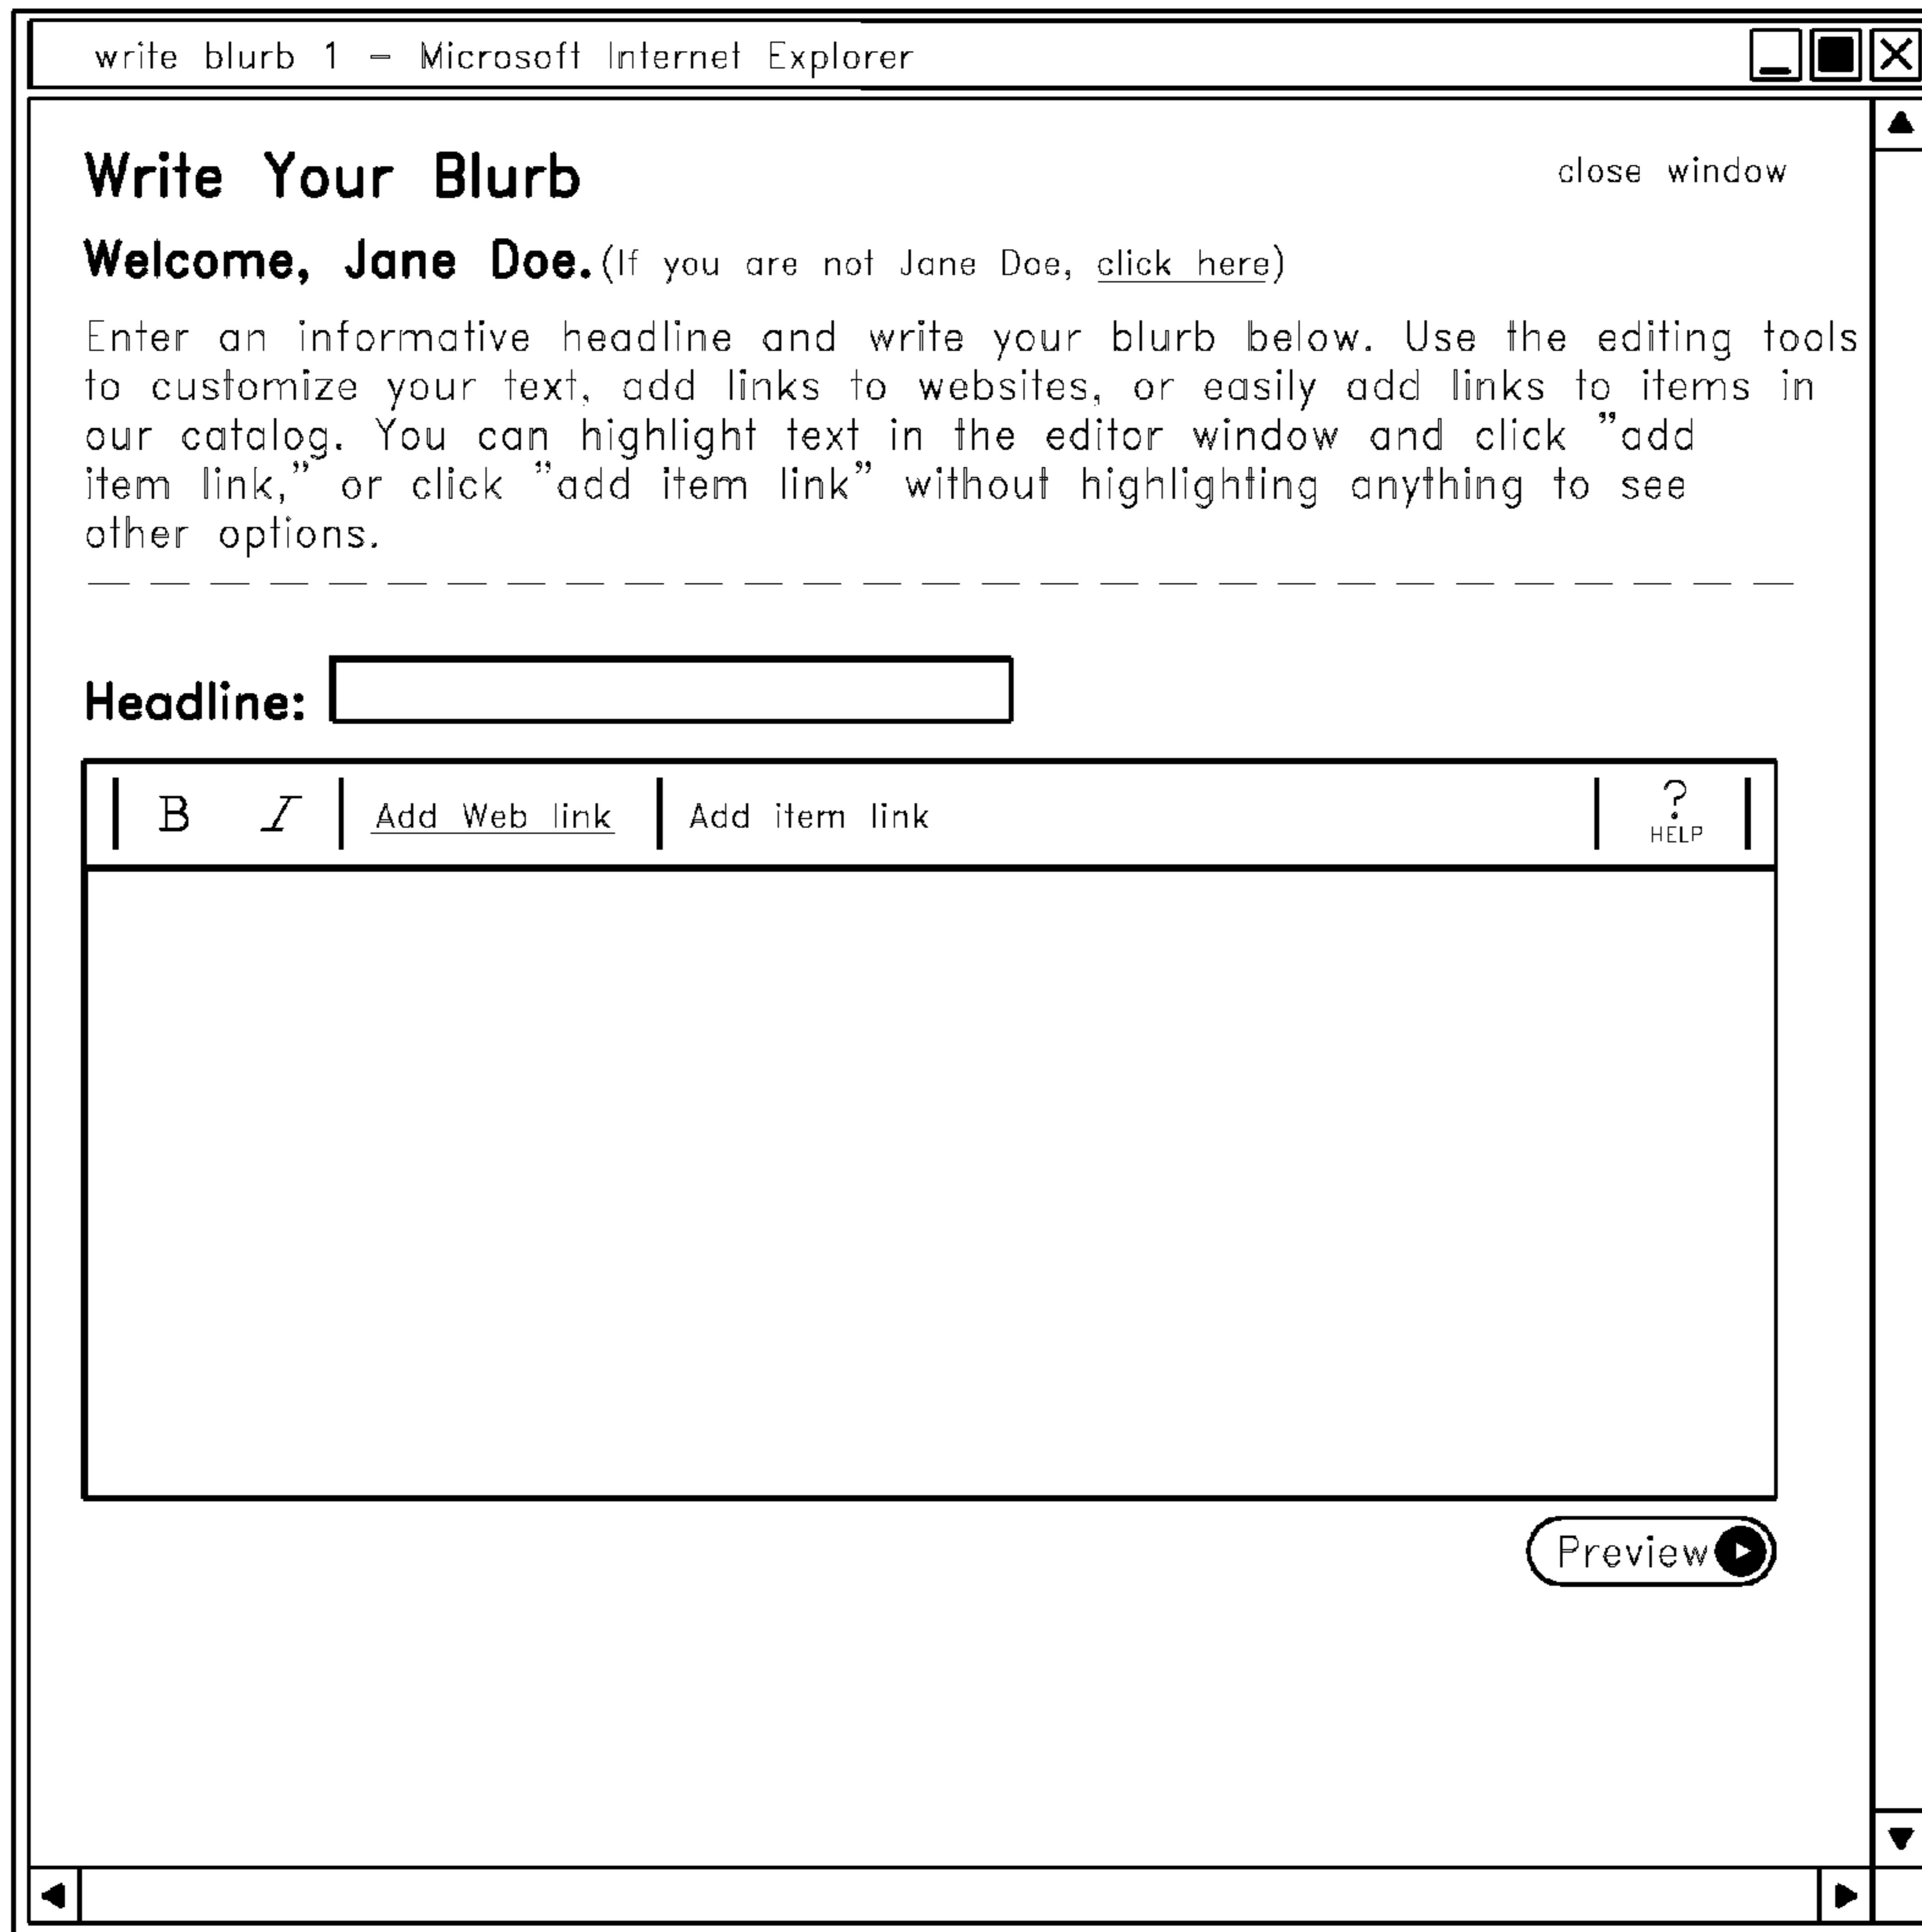 write blurb 1 – Microsoft Internet Explorer
Write Your Blurb
close window
Welcome, Jane Doe. (If you are not Jane Doe, click here)
Enter an informative headline and write your blurb below. Use the editing tools
to customize your text, add links to websites, or easily add links to items in
our catalog. You can highlight text in the editor window and click "add
item link," or click "add item link" without highlighting anything to see
other options.
Headline:
B I Add Web link Add item link ?
HELP
Preview